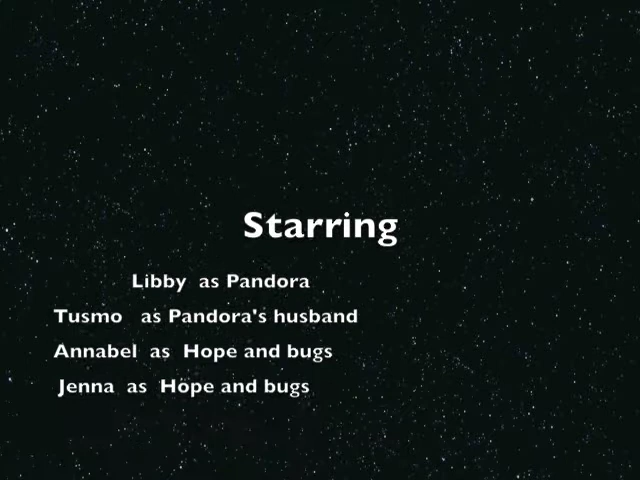 Starring
Libby as Pandora
Tusmo as Pandora's husband
Annabel as Hope and bugs
Jenna as Hope and bugs